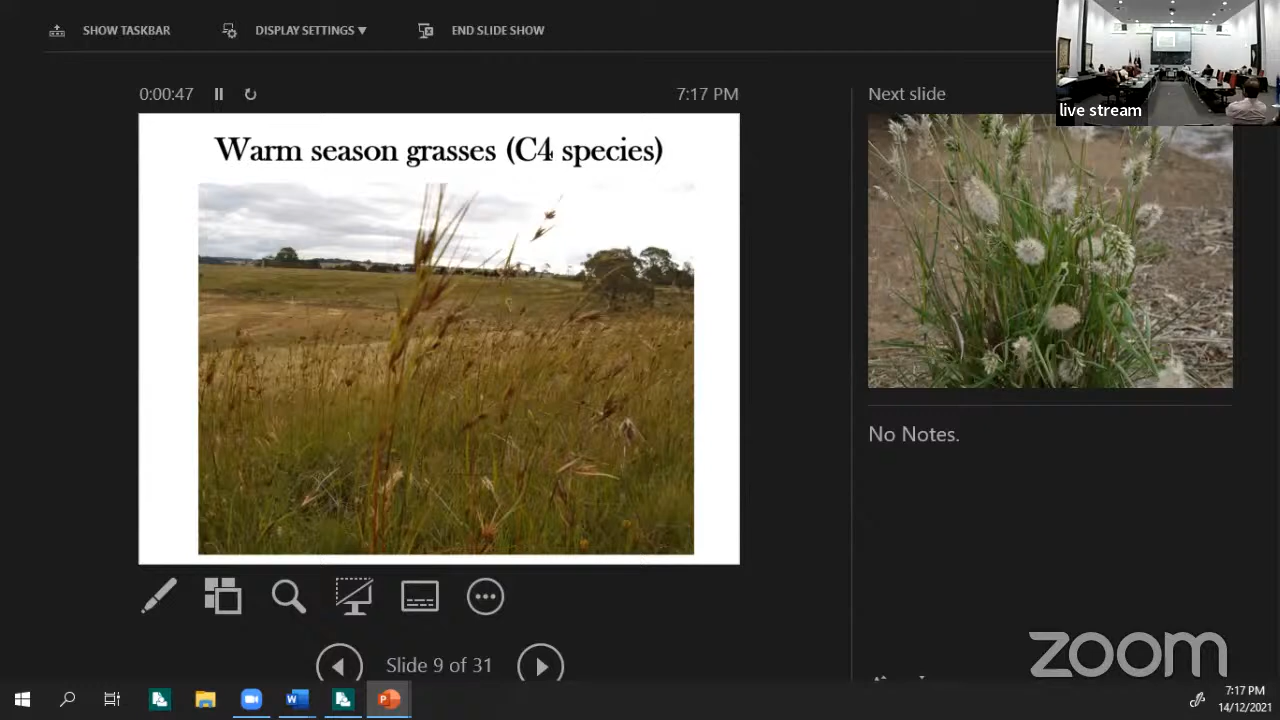 SHOW TASKBAR
DISPLAY SETTINGS ▼
END SLIDE SHOW
0:00:47
7:17 PM
Next slide
live stream
Warm season grasses (C4 species)
No Notes.
Slide 9 of 31
zoom
7:17 PM
14/12/2021